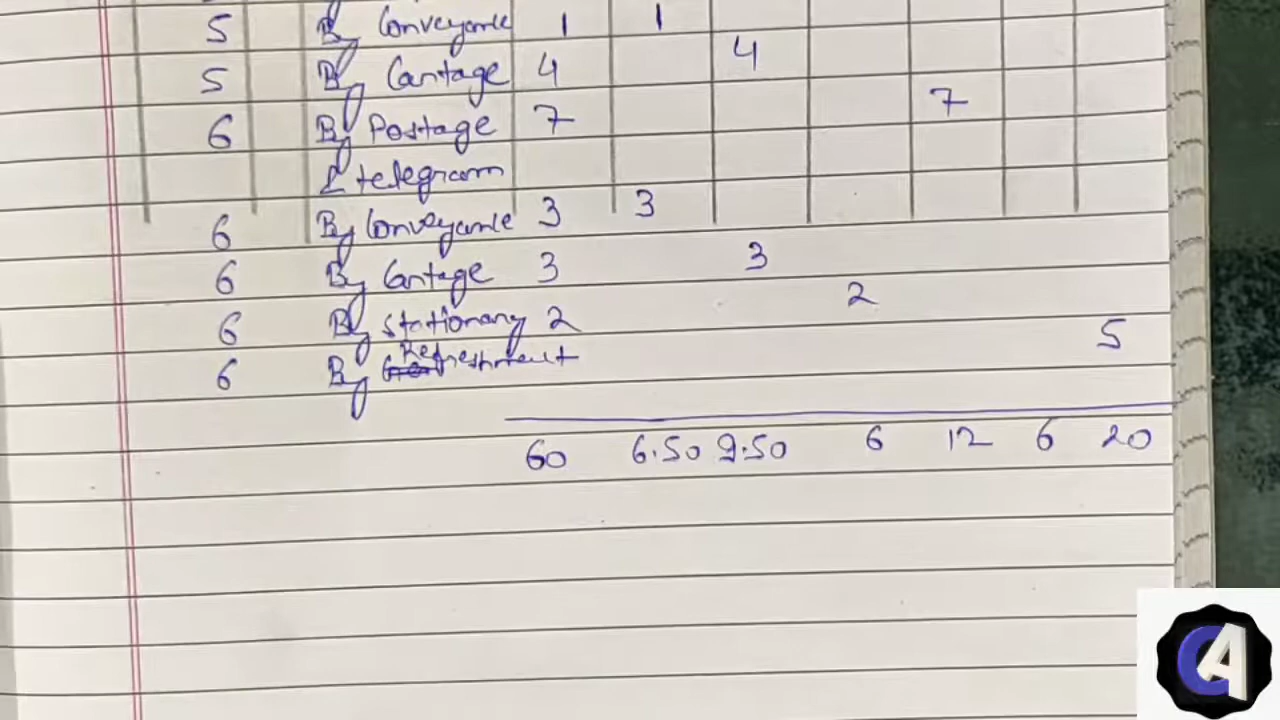 5 By Conveyance 1 1
5 By Cartage 4 4
6 By Postage 7 7
& telegram
6 By Conveyance 3 3
6 By Cartage 3 3
6 By stationary 2 2
6 By Refreshment 5
60 6.50 9.50 6 12 6 20
CA